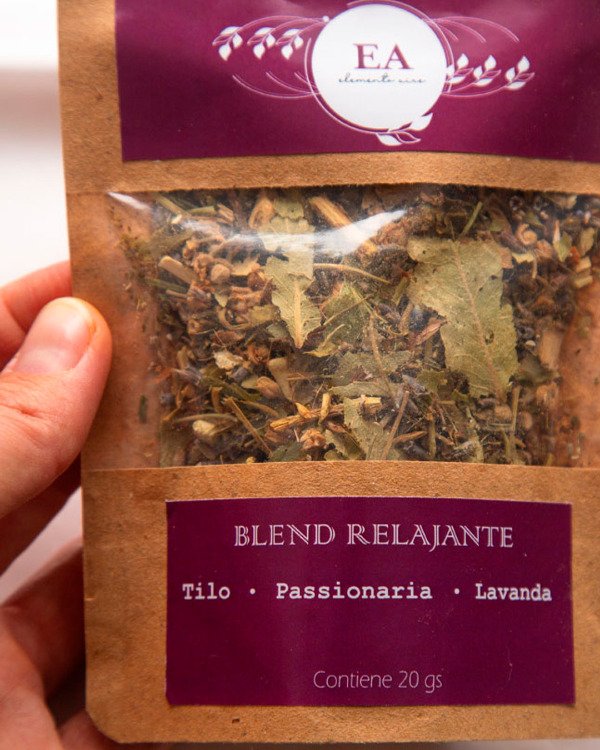 EA
elemento aire
BLEND RELAJANTE
Tilo · Passionaria · Lavanda
Contiene 20 gs